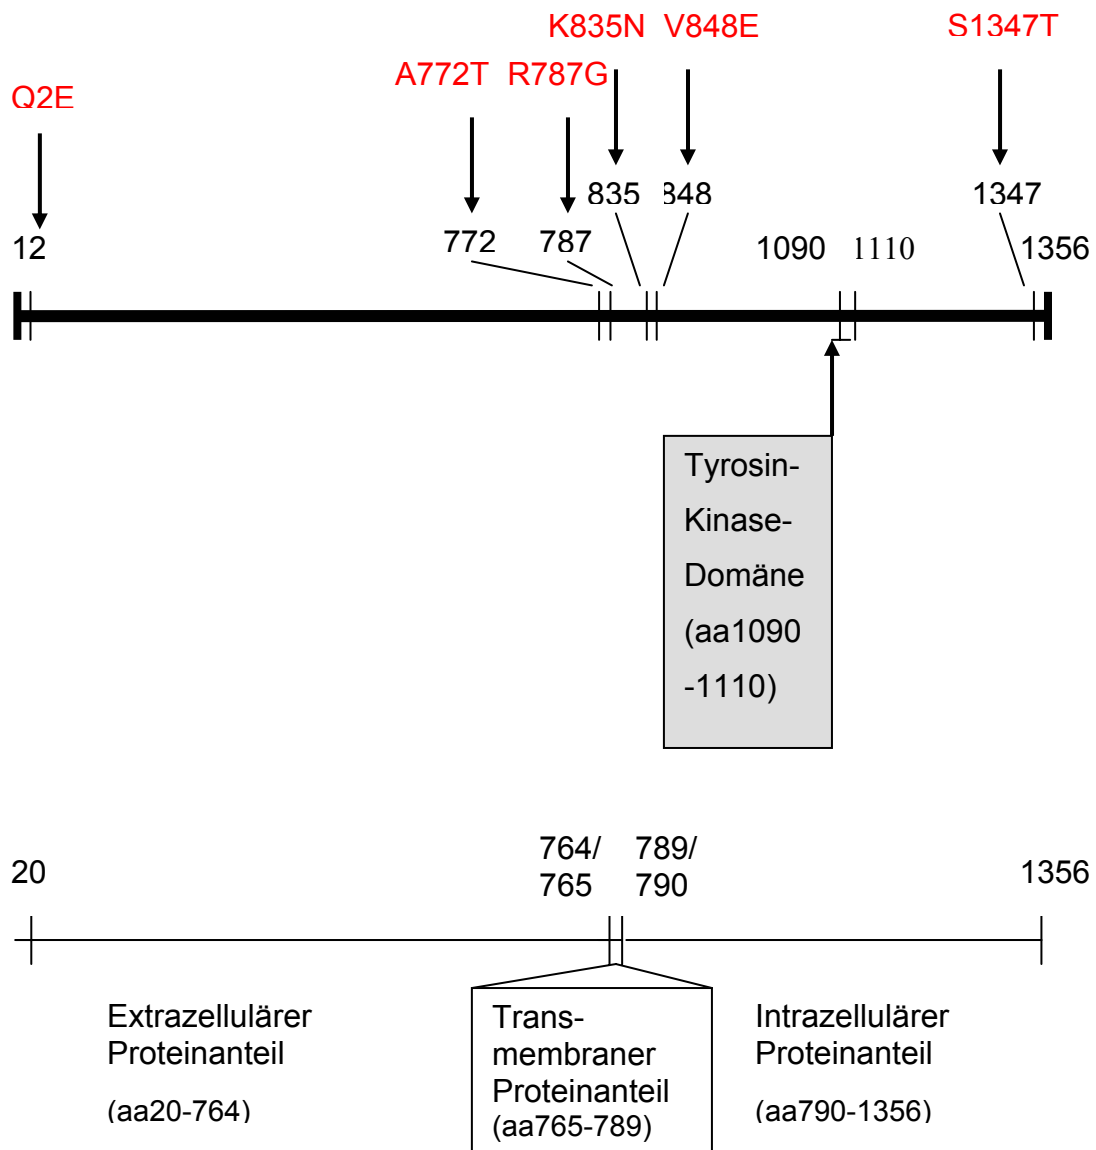 K835N V848E S1347T
A772T R787G
Q2E
835 848 1347
12 772 787 1090 1110 1356
Tyrosin-
Kinase-
Domäne
(aa1090
-1110)
764/ 789/
20 765 790 1356
Extrazellulärer
Proteinanteil
(aa20-764)
Trans-
membraner
Proteinanteil
(aa765-789)
Intrazellulärer
Proteinanteil
(aa790-1356)